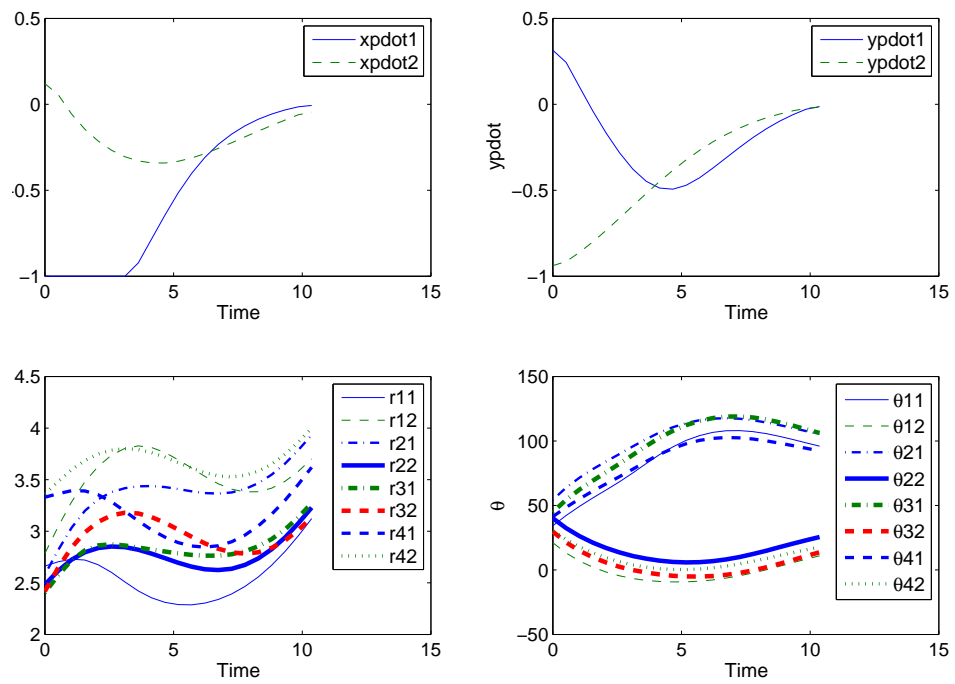 0.5
0
-0.5
−1
0
5
10
15
Time
xpdot1
xpdot2
0.5
0
−0.5
−1
0
5
10
15
Time
ypdot
ypdot1
ypdot2
4.5
4
3.5
3
2.5
2
0
5
10
15
Time
r11
r12
r21
r22
r31
r32
r41
r42
150
100
50
0
−50
0
5
10
15
Time
θ
θ11
θ12
θ21
θ22
θ31
θ32
θ41
θ42